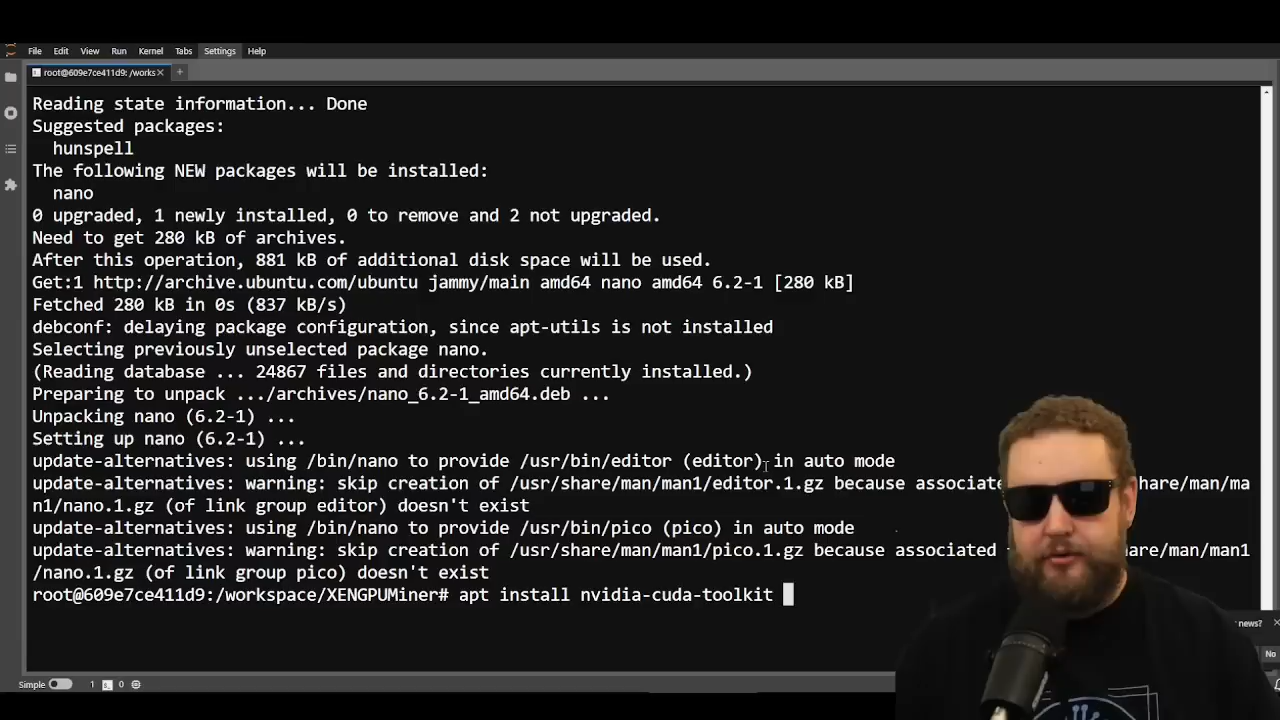 File Edit View Run Kernel Tabs Settings Help
root@609e7ce411d9: /works
Reading state information... Done
Suggested packages:
hunspell
The following NEW packages will be installed:
nano
0 upgraded, 1 newly installed, 0 to remove and 2 not upgraded.
Need to get 280 kB of archives.
After this operation, 881 kB of additional disk space will be used.
Get:1 http://archive.ubuntu.com/ubuntu jammy/main amd64 nano amd64 6.2-1 [280 kB]
Fetched 280 kB in 0s (837 kB/s)
debconf: delaying package configuration, since apt-utils is not installed
Selecting previously unselected package nano.
(Reading database ... 24867 files and directories currently installed.)
Preparing to unpack .../archives/nano_6.2-1_amd64.deb ...
Unpacking nano (6.2-1) ...
Setting up nano (6.2-1) ...
update-alternatives: using /bin/nano to provide /usr/bin/editor (editor) in auto mode
update-alternatives: warning: skip creation of /usr/share/man/man1/editor.1.gz because associate hare/man/ma
n1/nano.1.gz (of link group editor) doesn't exist
update-alternatives: using /bin/nano to provide /usr/bin/pico (pico) in auto mode
update-alternatives: warning: skip creation of /usr/share/man/man1/pico.1.gz because associated share/man/man1
/nano.1.gz (of link group pico) doesn't exist
root@609e7ce411d9:/workspace/XENGPUMiner# apt install nvidia-cuda-toolkit
news?
No
Simple 1 0